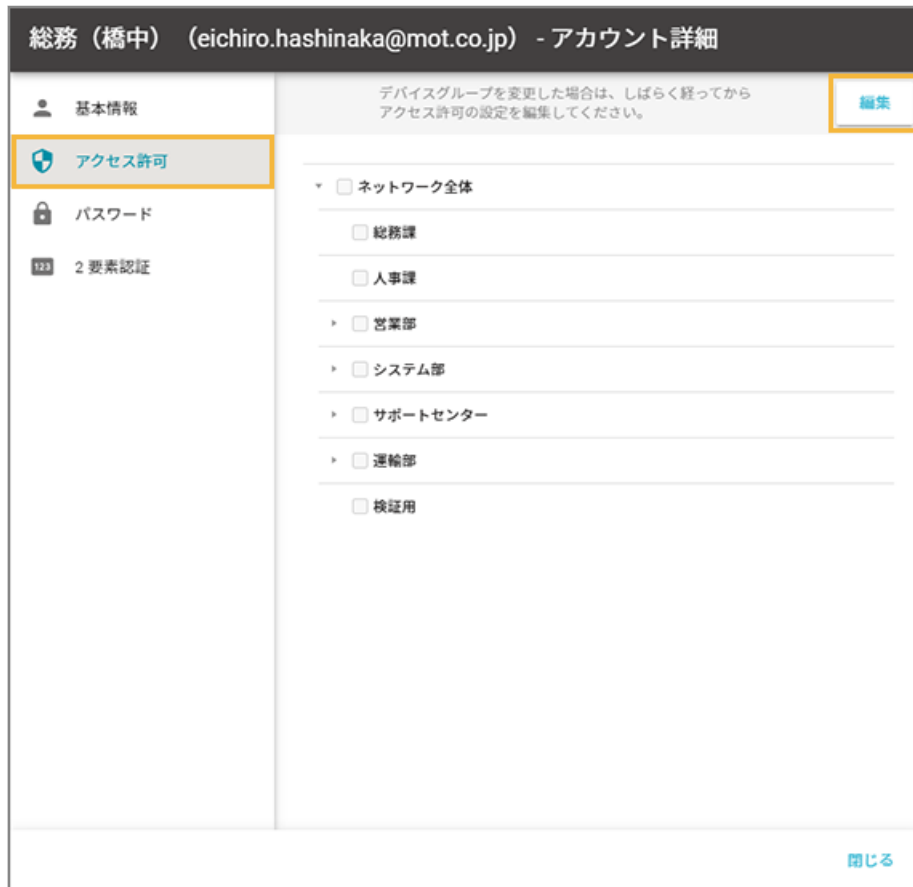 総務（橋中）（eichiro.hashinaka@mot.co.jp） - アカウント詳細
基本情報
アクセス許可
パスワード
123 2 要素認証
デバイスグループを変更した場合は、しばらく経ってから
アクセス許可の設定を編集してください。
編集
ネットワーク全体
総務課
人事課
営業部
システム部
サポートセンター
運輸部
検証用
閉じる